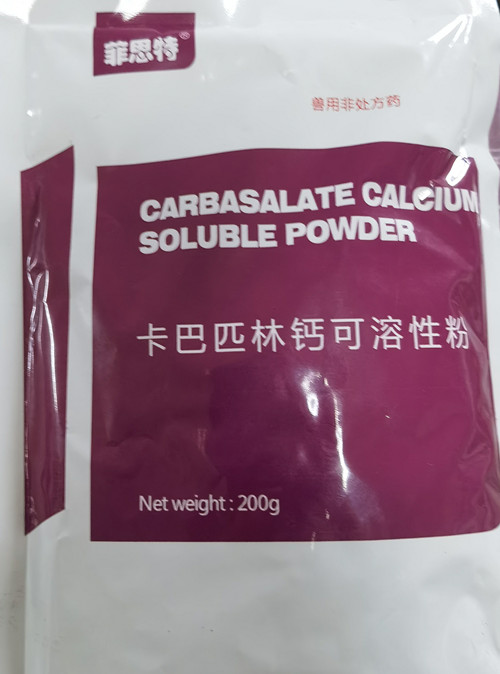 菲思特®
兽用非处方药
CARBASALATE CALCIUM
SOLUBLE POWDER
卡巴匹林钙可溶性粉
Net weight : 200g